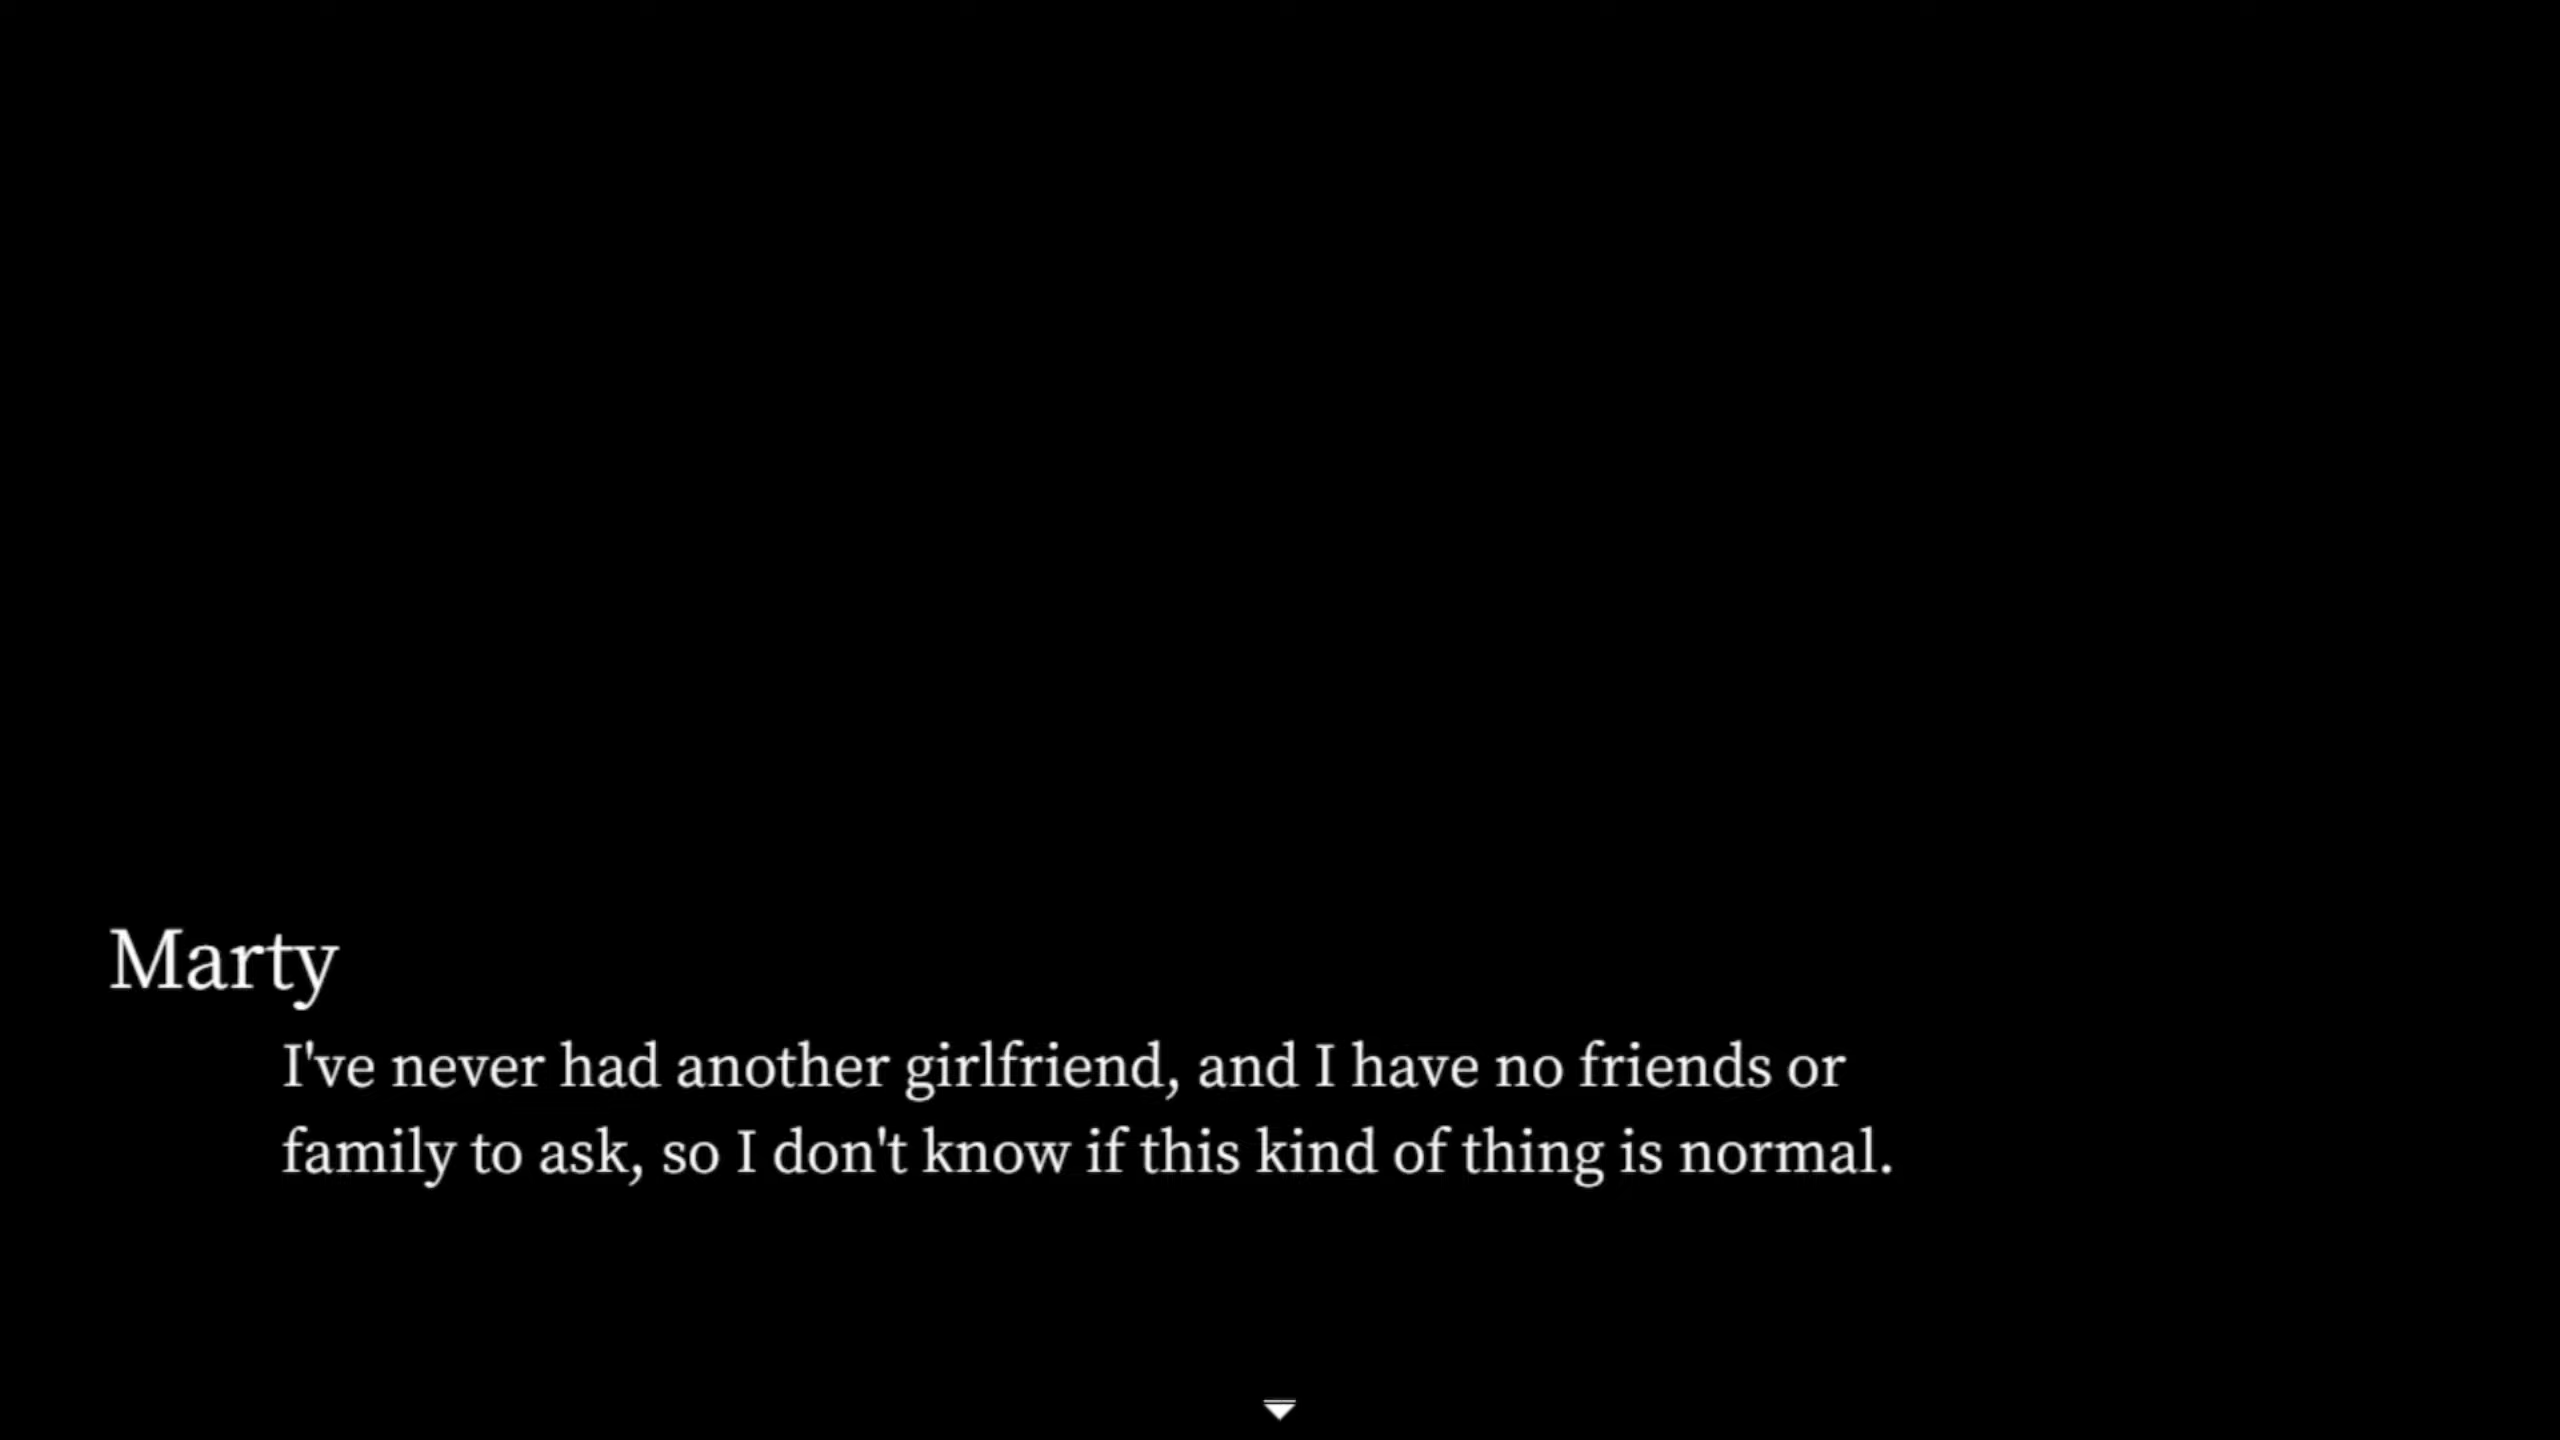 Marty
I've never had another girlfriend, and I have no friends or
family to ask, so I don't know if this kind of thing is normal.